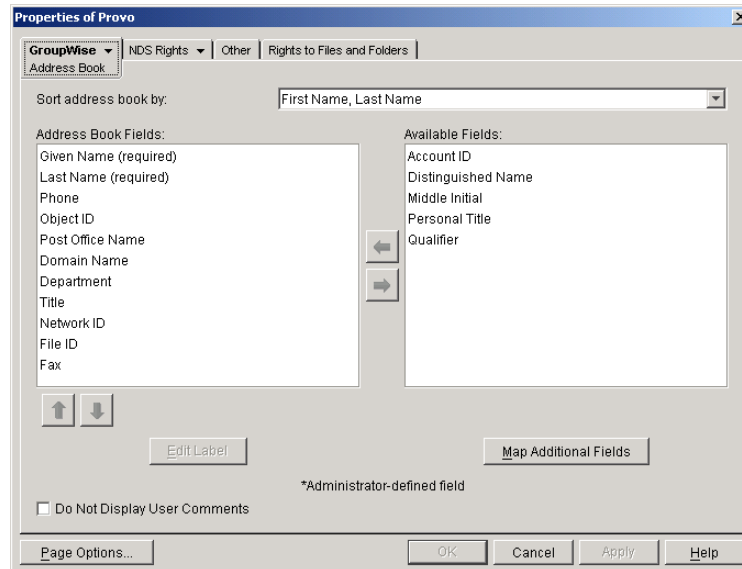 Properties of Provo
GroupWise NDS Rights Other Rights to Files and Folders
Address Book
Sort address book by: First Name, Last Name
Address Book Fields: Available Fields:
Given Name (required) Account ID
Last Name (required) Distinguished Name
Phone Middle Initial
Object ID Personal Title
Post Office Name Qualifier
Domain Name
Department
Title
Network ID
File ID
Fax
Edit Label Map Additional Fields
*Administrator-defined field
Do Not Display User Comments
Page Options... OK Cancel Apply Help